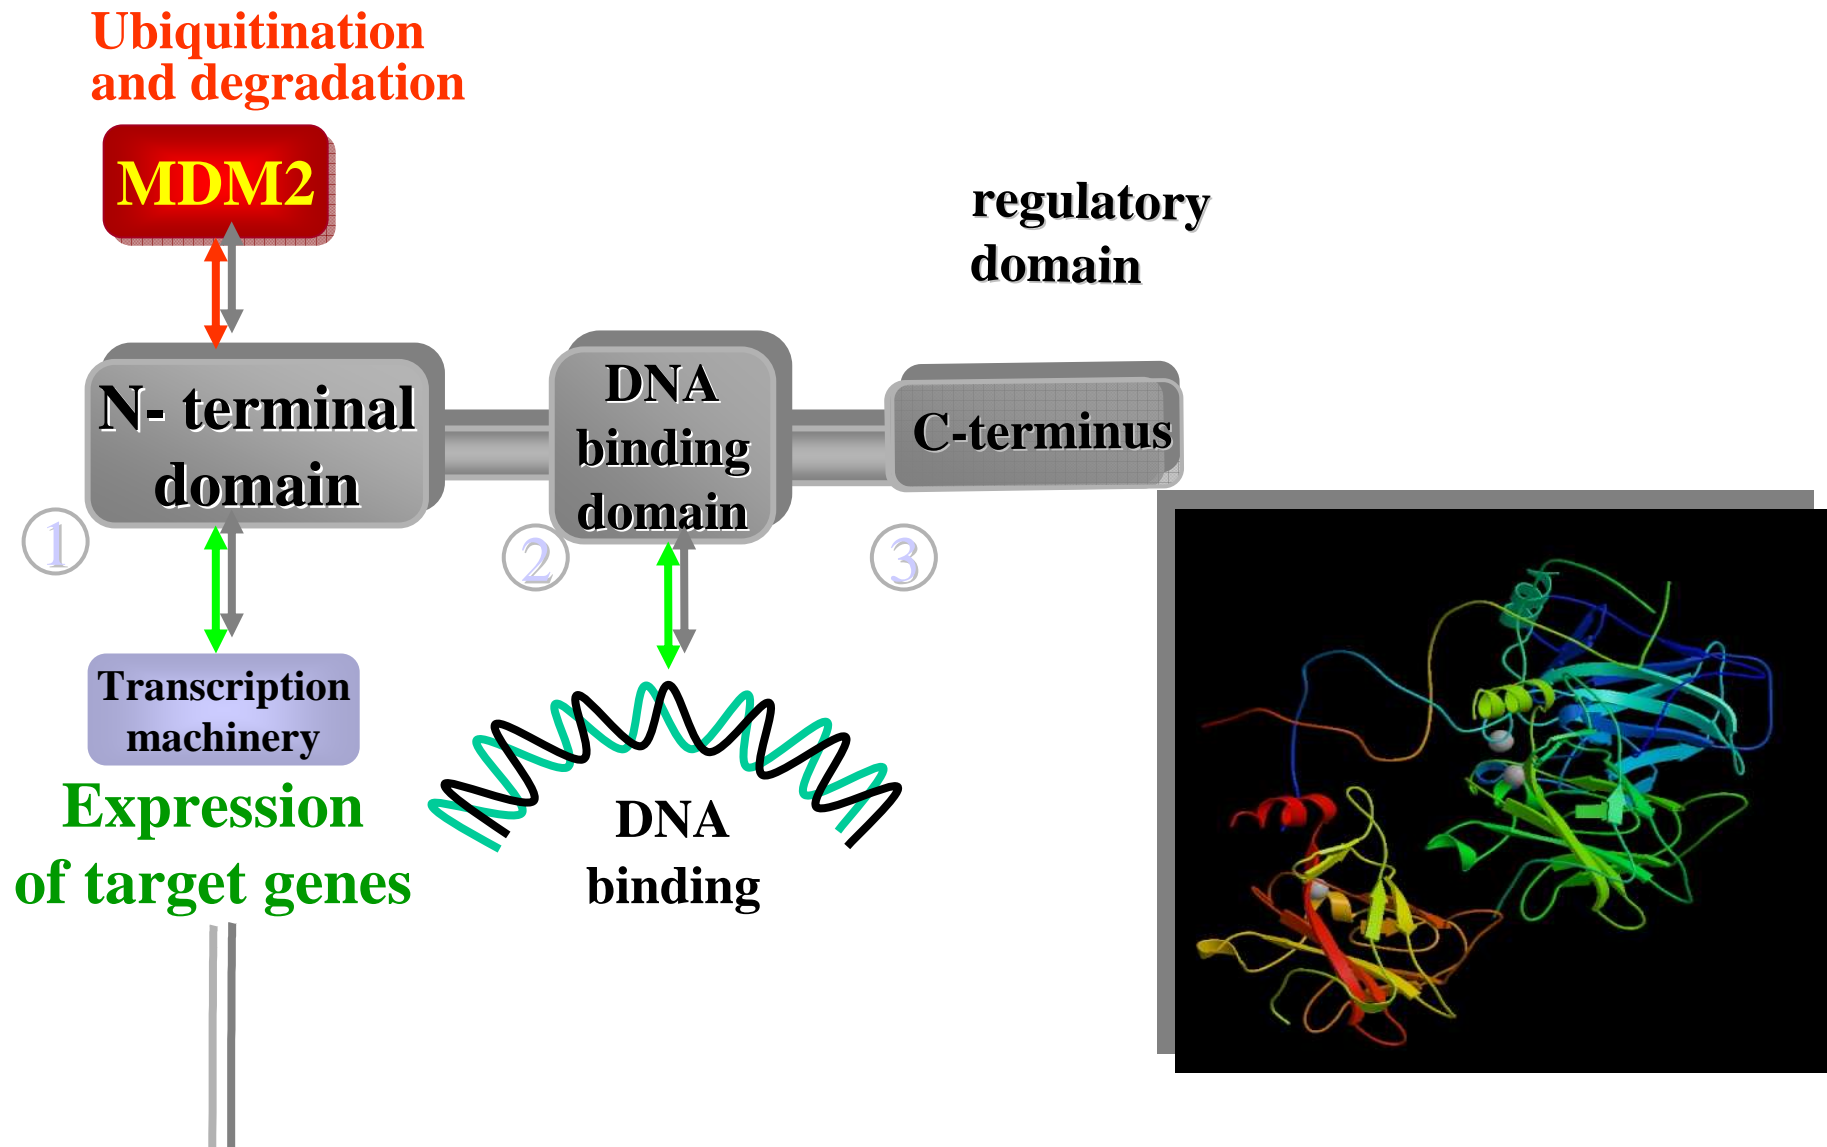 Ubiquitination
and degradation
MDM2
regulatory
domain
N- terminal
domain
DNA
binding
domain
C-terminus
1
2
3
Transcription
machinery
Expression
of target genes
DNA
binding